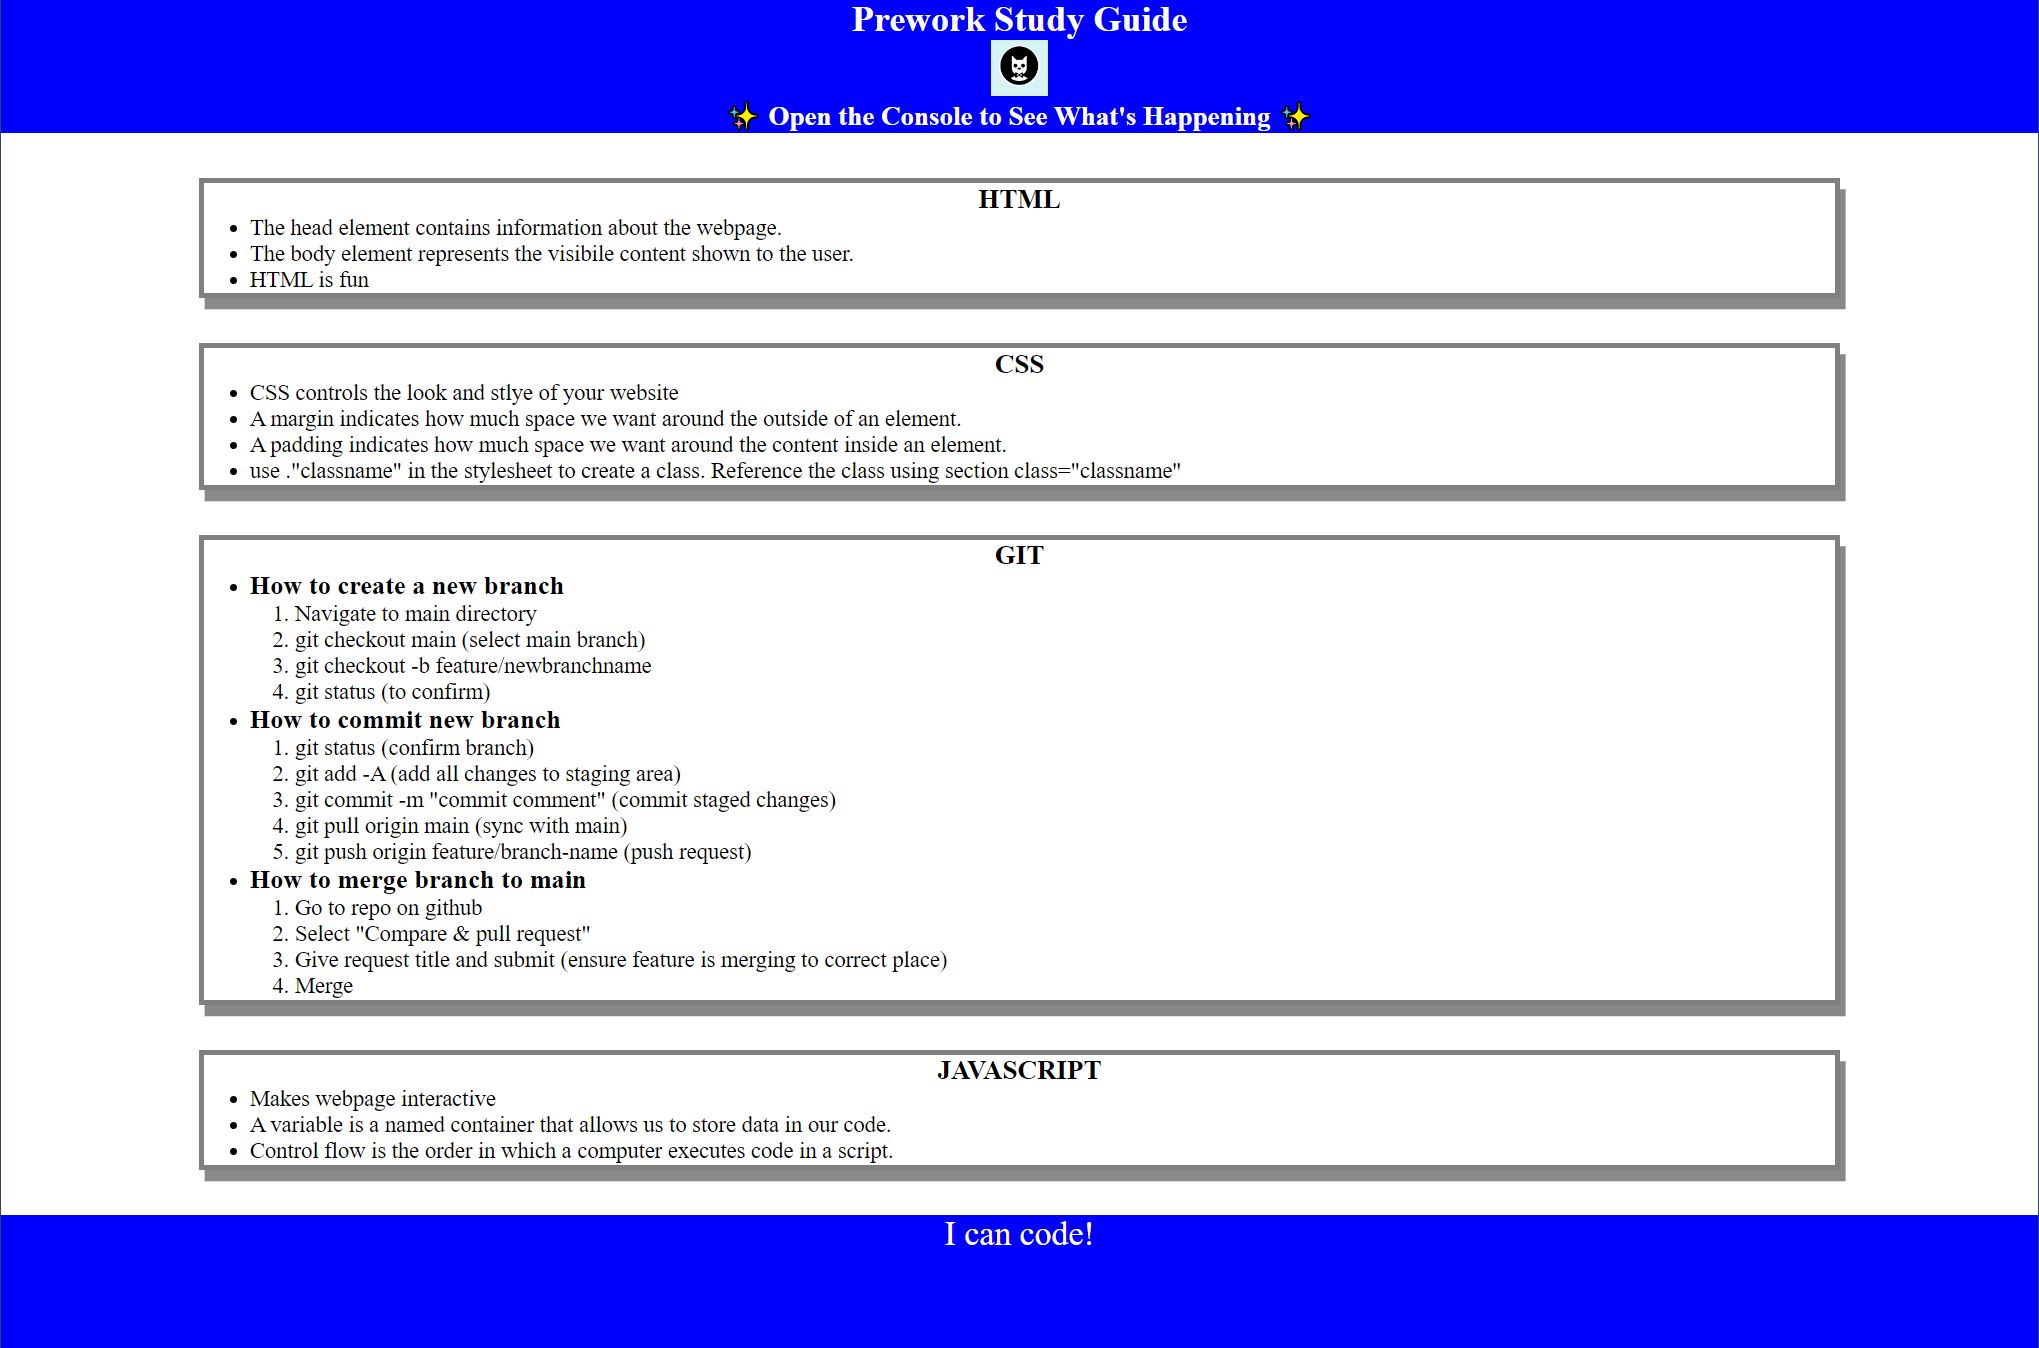 Prework Study Guide
✨ Open the Console to See What's Happening ✨
HTML
• The head element contains information about the webpage.
• The body element represents the visibile content shown to the user.
• HTML is fun
CSS
• CSS controls the look and stlye of your website
• A margin indicates how much space we want around the outside of an element.
• A padding indicates how much space we want around the content inside an element.
• use ."classname" in the stylesheet to create a class. Reference the class using section class="classname"
GIT
• How to create a new branch
1. Navigate to main directory
2. git checkout main (select main branch)
3. git checkout -b feature/newbranchname
4. git status (to confirm)
• How to commit new branch
1. git status (confirm branch)
2. git add -A (add all changes to staging area)
3. git commit -m "commit comment" (commit staged changes)
4. git pull origin main (sync with main)
5. git push origin feature/branch-name (push request)
• How to merge branch to main
1. Go to repo on github
2. Select "Compare & pull request"
3. Give request title and submit (ensure feature is merging to correct place)
4. Merge
JAVASCRIPT
• Makes webpage interactive
• A variable is a named container that allows us to store data in our code.
• Control flow is the order in which a computer executes code in a script.
I can code!